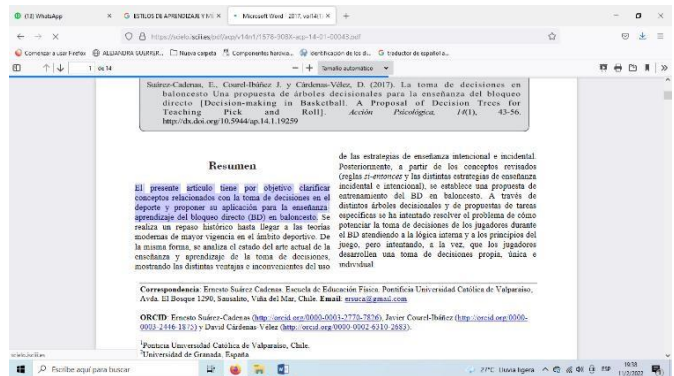 (12) WhatsApp
ESTILOS DE APRENDIZAJE Y
Microsoft Word - 2017, vol14(1)
https://scielo.isciii.es/pdf/acp/v14n1/1578-908X-acp-14-01-00043.pdf
Comenzar a usar Firefox
ALEJANDRA GUERRER...
Nueva carpeta
Componentes hardwa...
Identificación de los d...
traductor de español a...
1 de 14
Tamaño automático
Suárez-Cadenas, E., Courel-Ibáñez J. y Cárdenas-Vélez, D. (2017). La toma de decisiones en
baloncesto Una propuesta de árboles decisionales para la enseñanza del bloqueo
directo [Decision-making in Basketball. A Proposal of Decision Trees for
Teaching Pick and Roll]. Acción Psicológica, 14(1), 43-56.
http://dx.doi.org/10.5944/ap.14.1.19259
Resumen
El presente artículo tiene por objetivo clarificar
conceptos relacionados con la toma de decisiones en el
deporte y proponer su aplicación para la enseñanza-
aprendizaje del bloqueo directo (BD) en baloncesto. Se
realiza un repaso histórico hasta llegar a las teorías
modernas de mayor vigencia en el ámbito deportivo. De
la misma forma, se analiza el estado del arte actual de la
enseñanza y aprendizaje de la toma de decisiones,
mostrando las distintas ventajas e inconvenientes del uso
de las estrategias de enseñanza intencional e incidental.
Posteriormente, a partir de los conceptos revisados
(reglas si-entonces y las distintas estrategias de enseñanza
incidental e intencional), se establece una propuesta de
entrenamiento del BD en baloncesto. A través de
distintos árboles decisionales y de propuestas de tareas
específicas se ha intentado resolver el problema de cómo
potenciar la toma de decisiones de los jugadores durante
el BD atendiendo a la lógica interna y a los principios del
juego, pero intentando, a la vez, que los jugadores
desarrollen una toma de decisiones propia, única e
individual.
Correspondencia: Ernesto Suárez Cadenas. Escuela de Educación Física. Pontificia Universidad Católica de Valparaíso,
Avda. El Bosque 1290, Sausalito, Viña del Mar, Chile. Email: ersuca@gmail.com
ORCID: Ernesto Suárez-Cadenas (http://orcid.org/0000-0003-2770-7826), Javier Courel-Ibáñez (http://orcid.org/0000-
0003-2446-1875) y David Cárdenas-Vélez (http://orcid.org/0000-0002-6310-2683).
1Pontificia Universidad Católica de Valparaíso, Chile.
2Universidad de Granada, España
scielo.isciii.es
Escribe aquí para buscar
27°C Lluvia ligera
ESP
19:38
11/2/2022